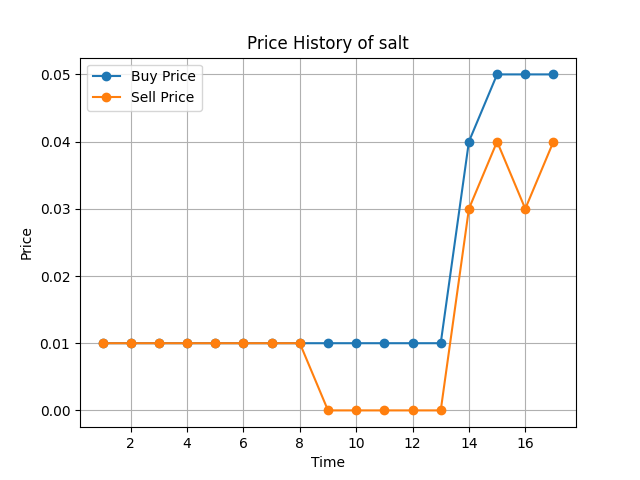 Price History of salt
Buy Price
Sell Price
0.05
0.04
0.03
0.02
0.01
0.00
Price
2 4 6 8 10 12 14 16
Time